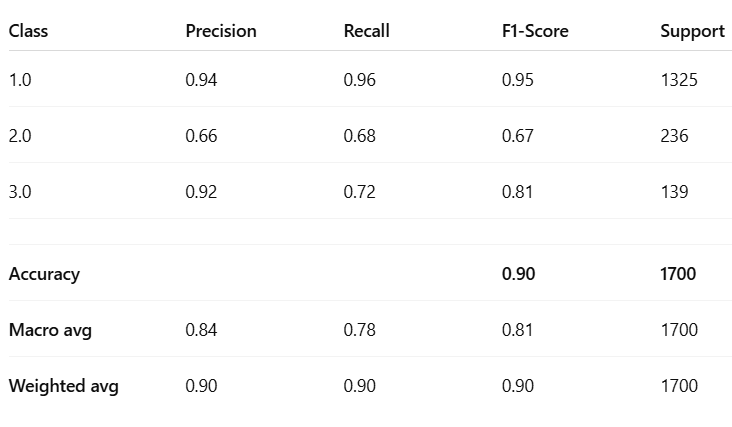 Class Precision Recall F1-Score Support
1.0 0.94 0.96 0.95 1325
2.0 0.66 0.68 0.67 236
3.0 0.92 0.72 0.81 139
Accuracy 0.90 1700
Macro avg 0.84 0.78 0.81 1700
Weighted avg 0.90 0.90 0.90 1700